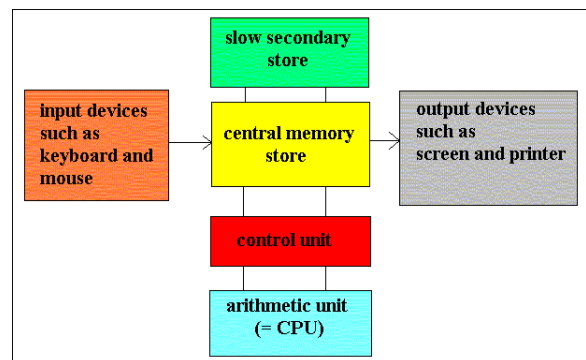 slow secondary
store
input devices
such as
keyboard and
mouse
central memory
store
output devices
such as
screen and printer
control unit
arithmetic unit
(= CPU)